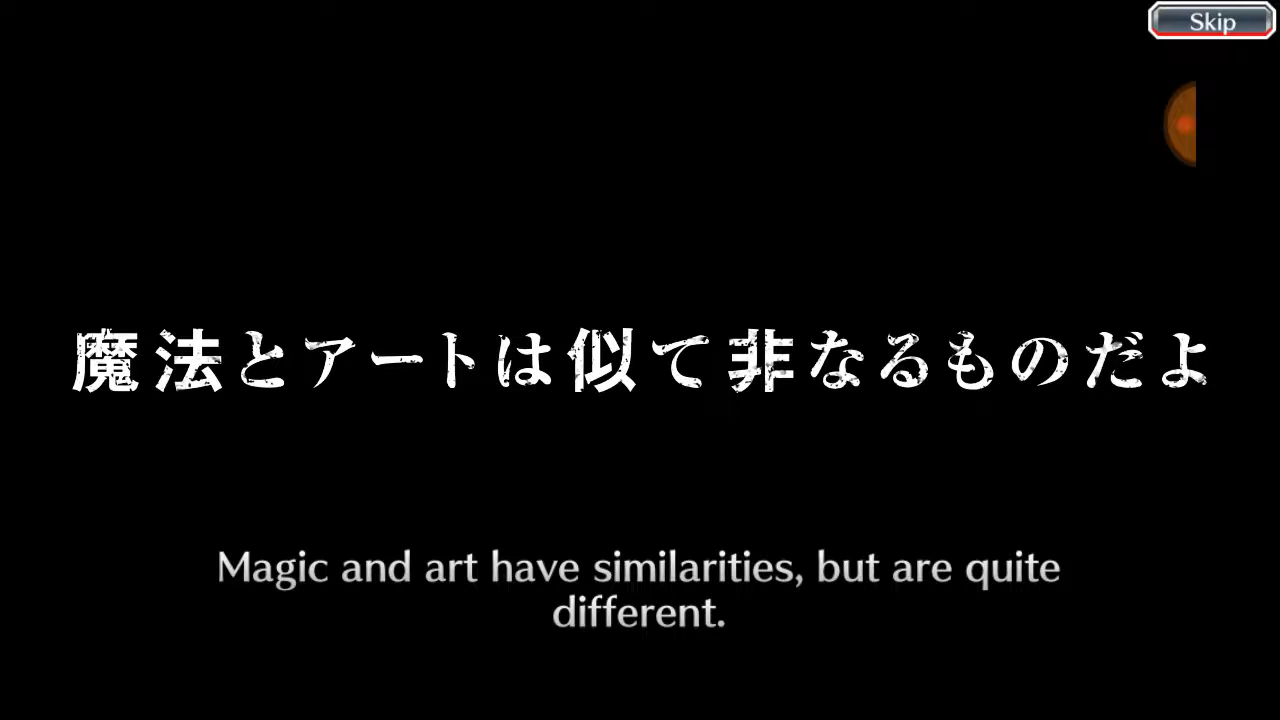 Skip
魔法とアートは似て非なるものだよ
Magic and art have similarities, but are quite
different.